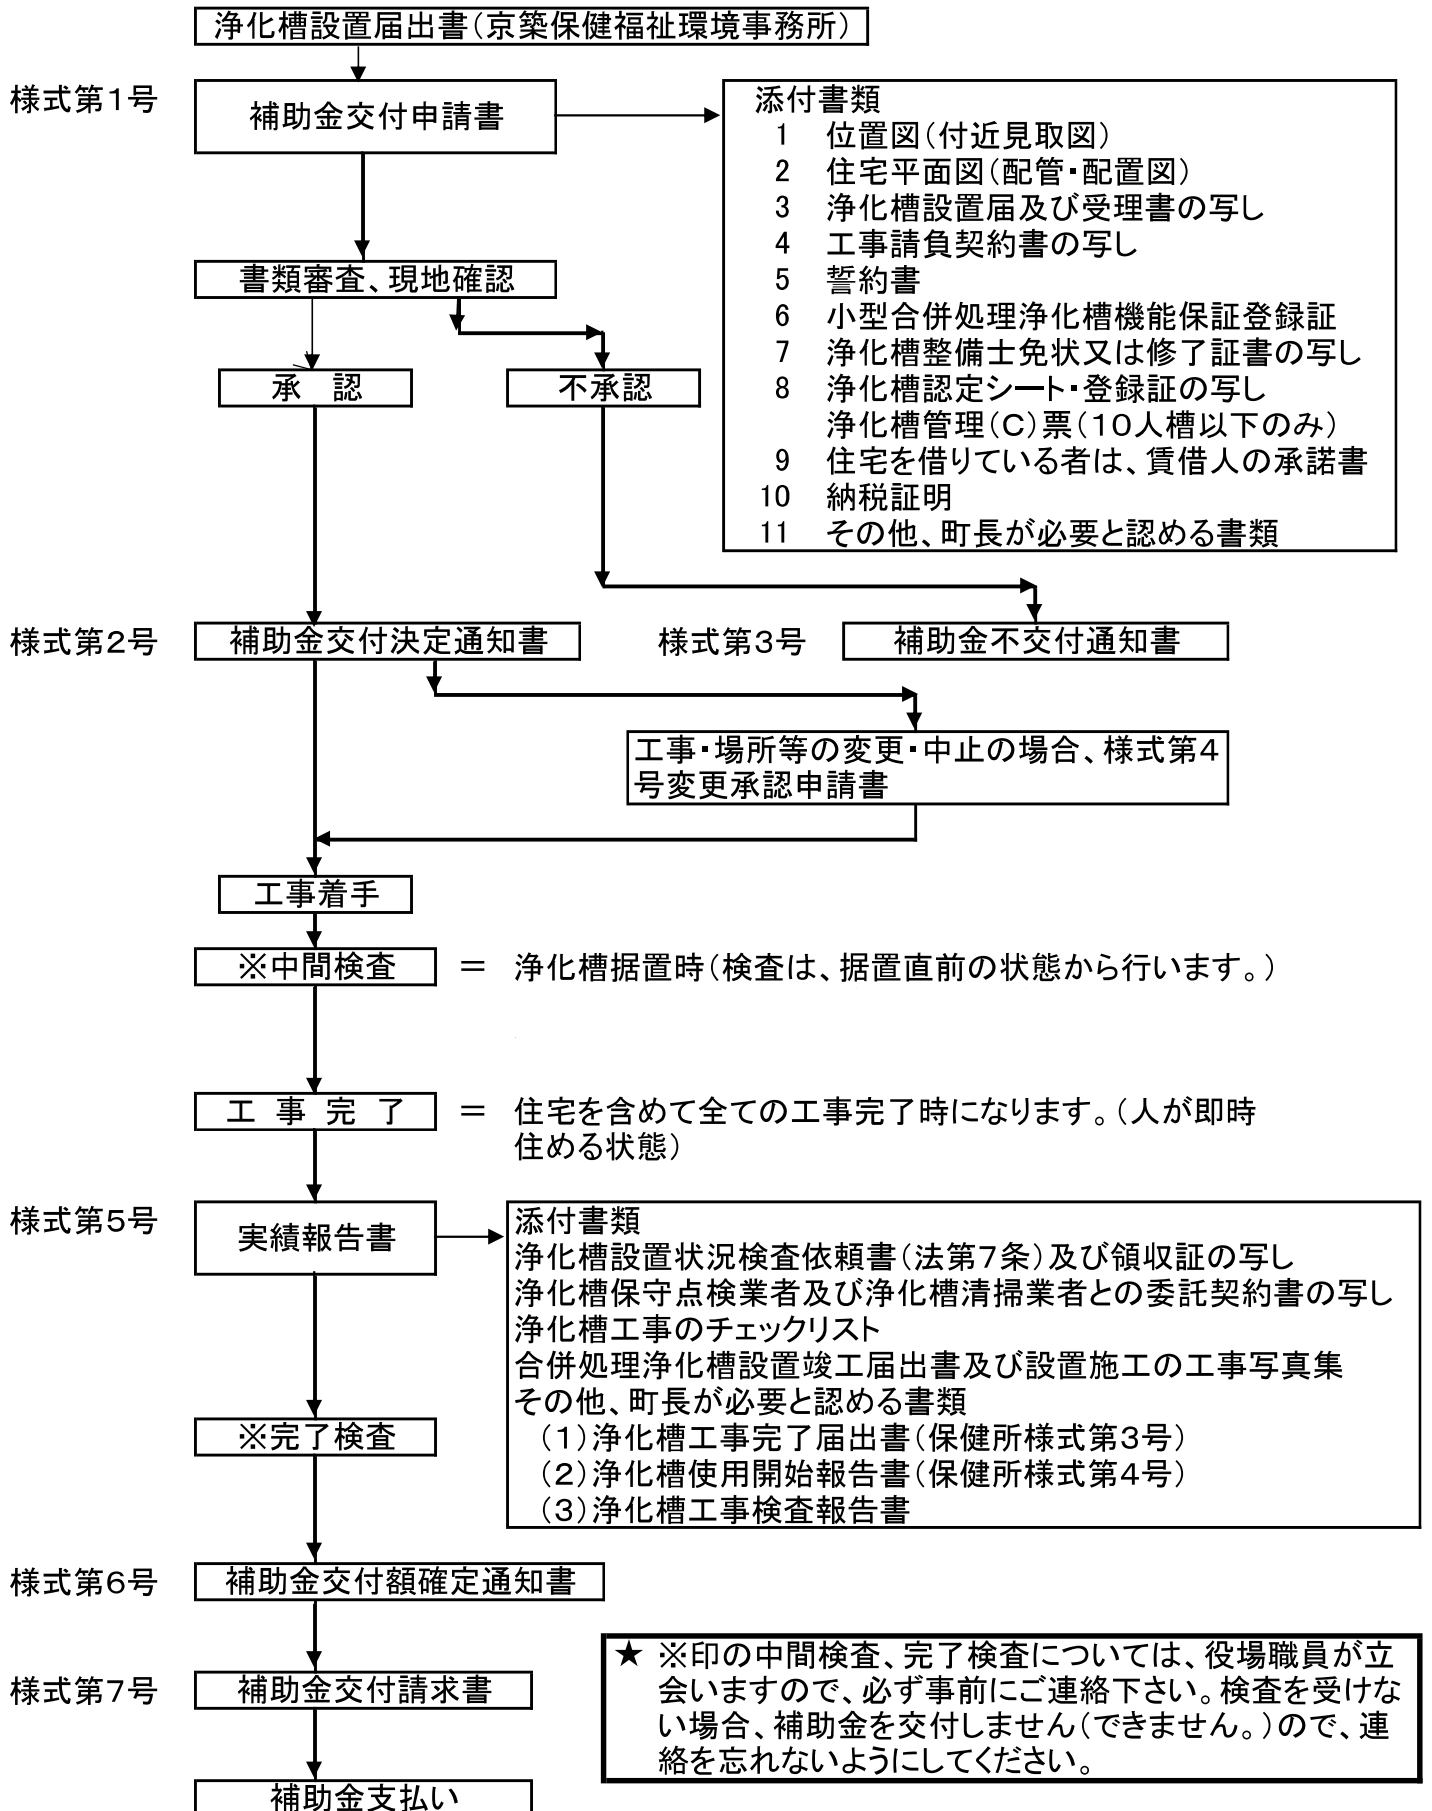 浄化槽設置届出書（京築保健福祉環境事務所）
様式第１号
補助金交付申請書
添付書類
1 位置図（付近見取図）
2 住宅平面図（配管・配置図）
3 浄化槽設置届及び受理書の写し
4 工事請負契約書の写し
5 誓約書
6 小型合併処理浄化槽機能保証登録証
7 浄化槽整備士免状又は修了証書の写し
8 浄化槽認定シート・登録証の写し
浄化槽管理（Ｃ）票（１０人槽以下のみ）
9 住宅を借りている者は、賃借人の承諾書
10 納税証明
11 その他、町長が必要と認める書類
書類審査、現地確認
承　認
不承認
様式第２号
補助金交付決定通知書
様式第３号
補助金不交付通知書
工事・場所等の変更・中止の場合、様式第４
号変更承認申請書
工事着手
※中間検査 ＝ 浄化槽据置時（検査は、据置直前の状態から行います。）
工 事 完 了 ＝ 住宅を含めて全ての工事完了時になります。（人が即時
住める状態）
様式第５号
実績報告書
添付書類
浄化槽設置状況検査依頼書（法第７条）及び領収証の写し
浄化槽保守点検業者及び浄化槽清掃業者との委託契約書の写し
浄化槽工事のチェックリスト
合併処理浄化槽設置竣工届出書及び設置施工の工事写真集
その他、町長が必要と認める書類
（１）浄化槽工事完了届出書（保健所様式第３号）
（２）浄化槽使用開始報告書（保健所様式第４号）
（３）浄化槽工事検査報告書
※完了検査
様式第６号
補助金交付額確定通知書
様式第７号
補助金交付請求書
★ ※印の中間検査、完了検査については、役場職員が立
会いますので、必ず事前にご連絡下さい。検査を受けな
い場合、補助金を交付しません（できません。）ので、連
絡を忘れないようにしてください。
補助金支払い